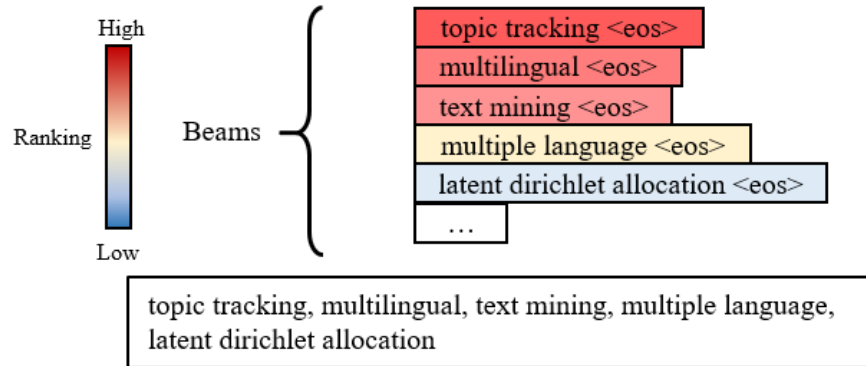 High
Ranking
Low
Beams
topic tracking <eos>
multilingual <eos>
text mining <eos>
multiple language <eos>
latent dirichlet allocation <eos>
…
topic tracking, multilingual, text mining, multiple language,
latent dirichlet allocation